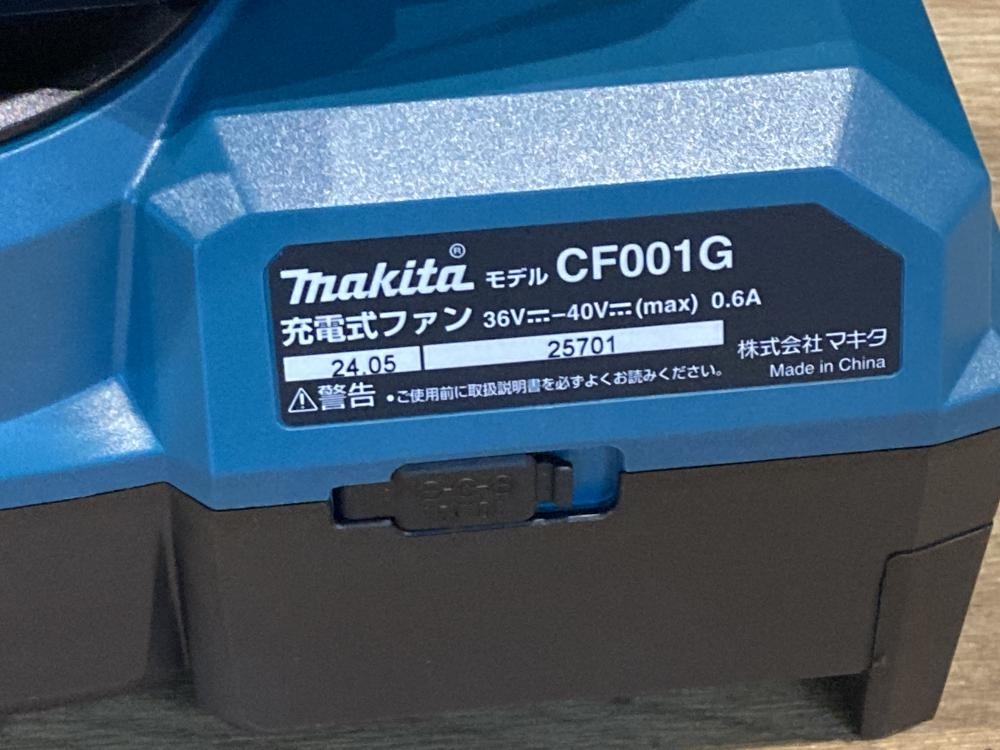 makita® モデル CF001G
充電式ファン 36V⎓–40V⎓(max) 0.6A
24.05 25701
株式会社マキタ
⚠警告 •ご使用前に取扱説明書を必ずよくお読みください。
Made in China